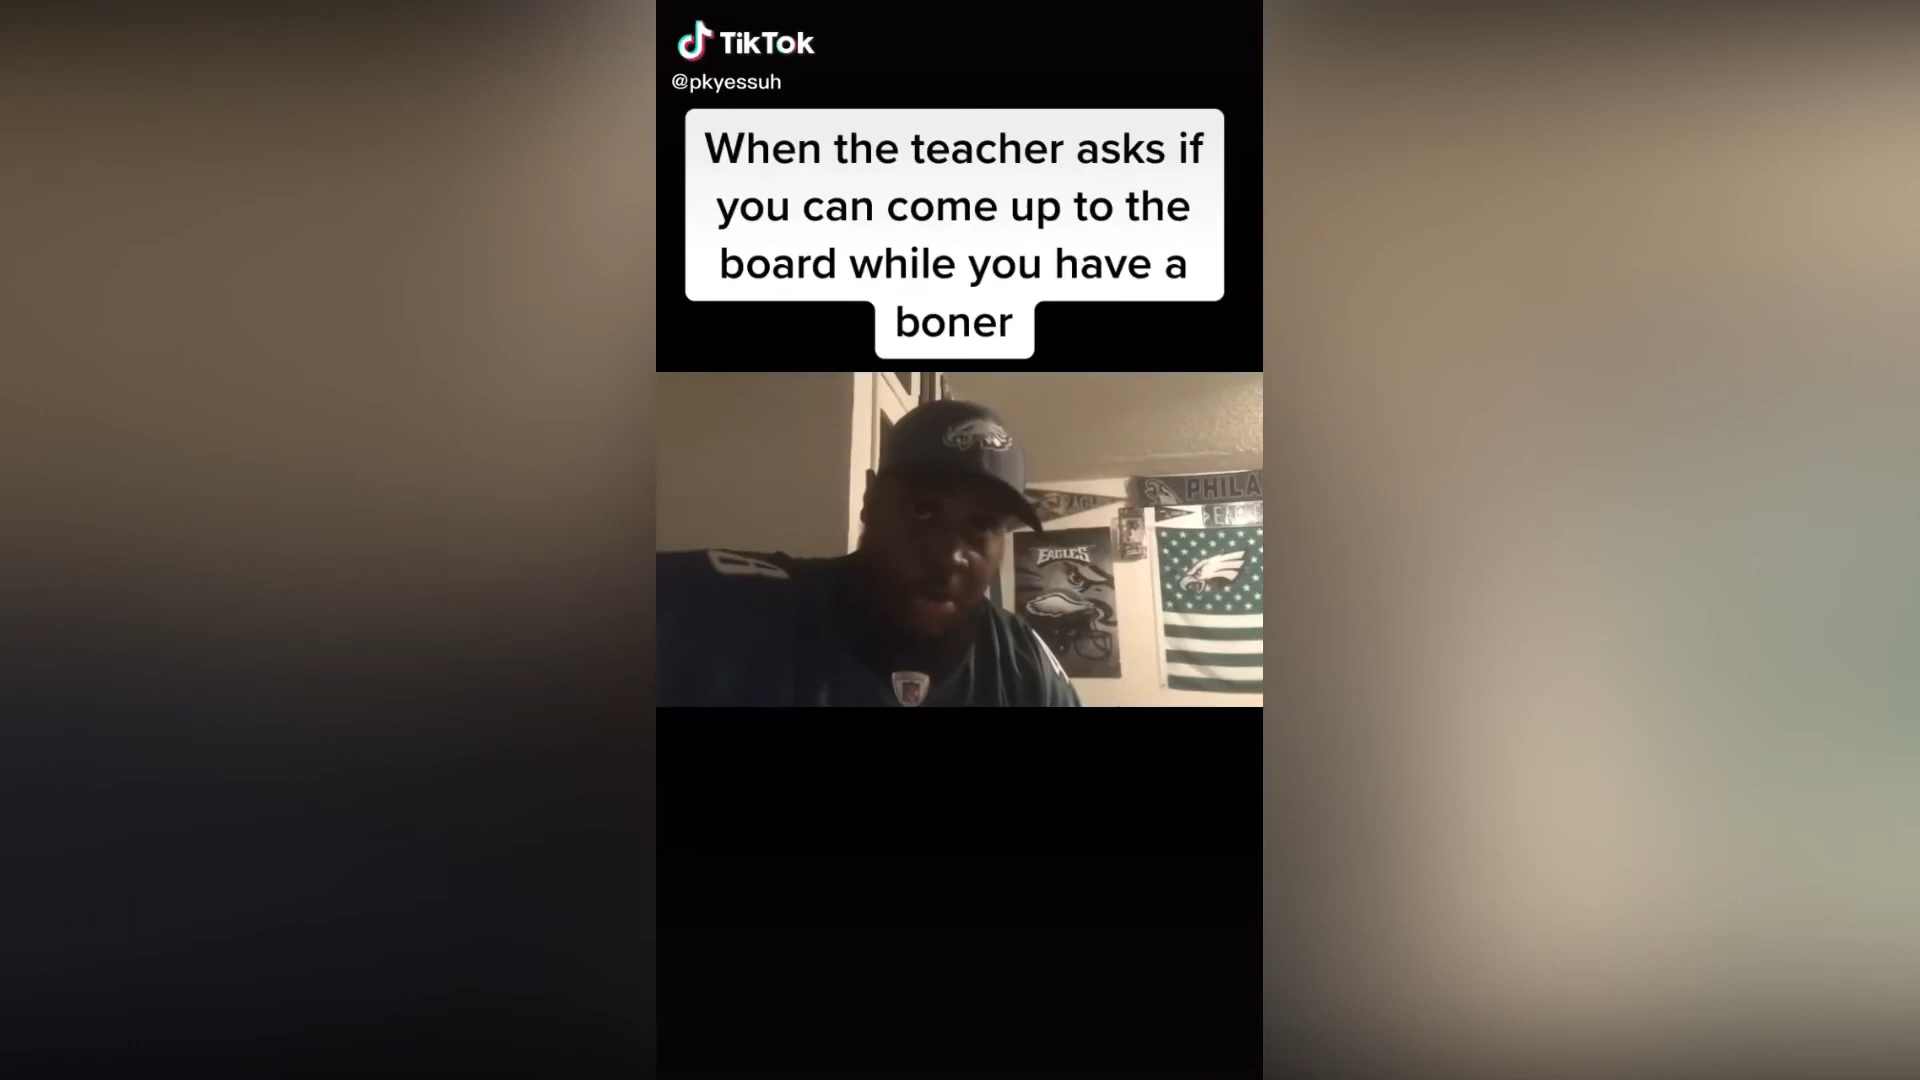 TikTok
@pkyessuh
When the teacher asks if
you can come up to the
board while you have a
boner
PHILA
EAGLES